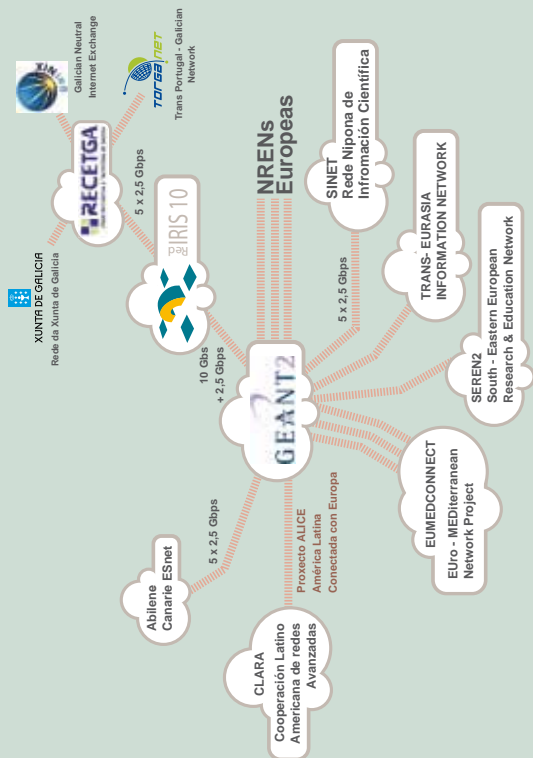 XUNTA DE GALICIA
Rede da Xunta de Galicia
Galician Neutral
Internet Exchange
RECETGA
TORGA.NET
Trans Portugal - Galician
Network
5 x 2,5 Gbps
Red IRIS 10
10 Gbs
+ 2,5 Gbps
Abilene
Canarie ESnet
5 x 2,5 Gbps
GEANT2
NRENs
Europeas
Proxecto ALICE
América Latina
Conectada con Europa
CLARA
Cooperación Latino
Americana de redes
Avanzadas
5 x 2,5 Gbps
SINET
Rede Nipona de
Infromación Científica
TRANS- EURASIA
INFORMATION NETWORK
EUMEDCONNECT
EUro - MEDiterranean
Network Project
SEREN2
South - Eastern European
Research & Education Network